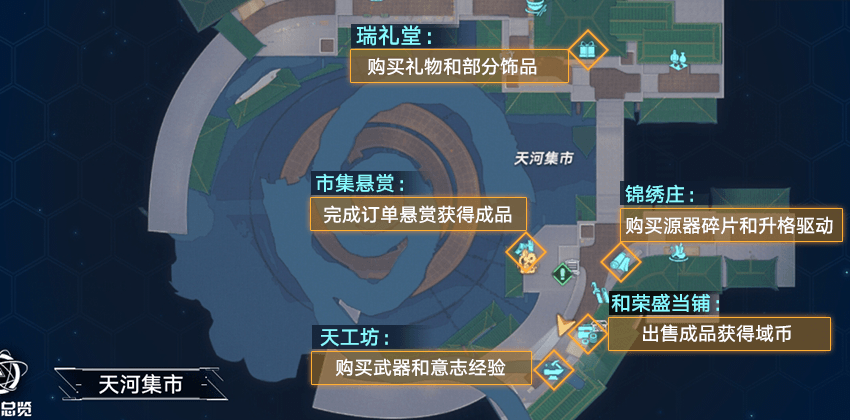 瑞礼堂：
购买礼物和部分饰品
天河集市
市集悬赏：
完成订单悬赏获得成品
锦绣庄：
购买源器碎片和升格驱动
和荣盛当铺：
出售成品获得域币
天工坊：
购买武器和意志经验
天河集市
总览